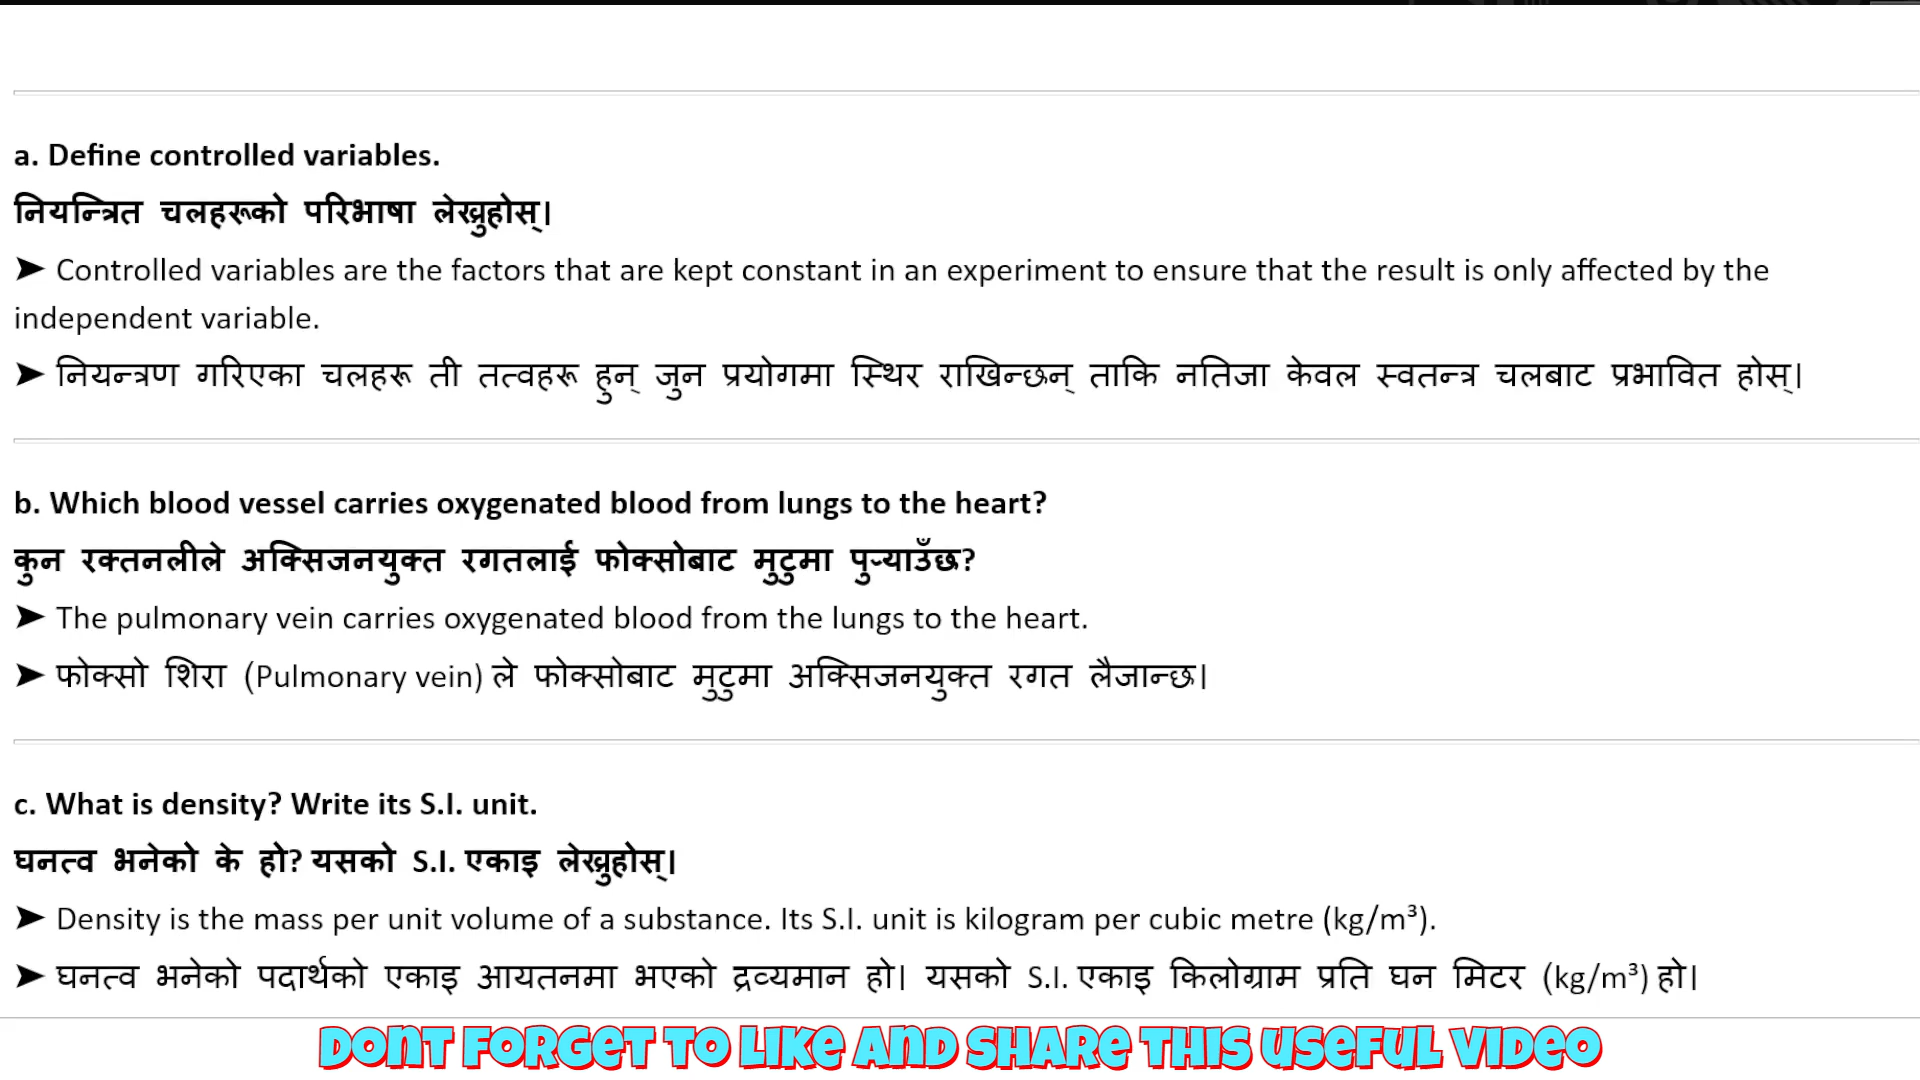 a. Define controlled variables.
नियन्त्रित चलहरूको परिभाषा लेख्नुहोस्।
➤ Controlled variables are the factors that are kept constant in an experiment to ensure that the result is only affected by the
independent variable.
➤ नियन्त्रण गरिएका चलहरू ती तत्वहरू हुन् जुन प्रयोगमा स्थिर राखिन्छन् ताकि नतिजा केवल स्वतन्त्र चलबाट प्रभावित होस्।
b. Which blood vessel carries oxygenated blood from lungs to the heart?
कुन रक्तनलीले अक्सिजनयुक्त रगतलाई फोक्सोबाट मुटुमा पुर्‍याउँछ?
➤ The pulmonary vein carries oxygenated blood from the lungs to the heart.
➤ फोक्सो शिरा (Pulmonary vein) ले फोक्सोबाट मुटुमा अक्सिजनयुक्त रगत लैजान्छ।
c. What is density? Write its S.I. unit.
घनत्व भनेको के हो? यसको S.I. एकाइ लेख्नुहोस्।
➤ Density is the mass per unit volume of a substance. Its S.I. unit is kilogram per cubic metre (kg/m³).
➤ घनत्व भनेको पदार्थको एकाइ आयतनमा भएको द्रव्यमान हो। यसको S.I. एकाइ किलोग्राम प्रति घन मिटर (kg/m³) हो।
DONT FORGET TO LIKE AND SHARE THIS USEFUL VIDEO